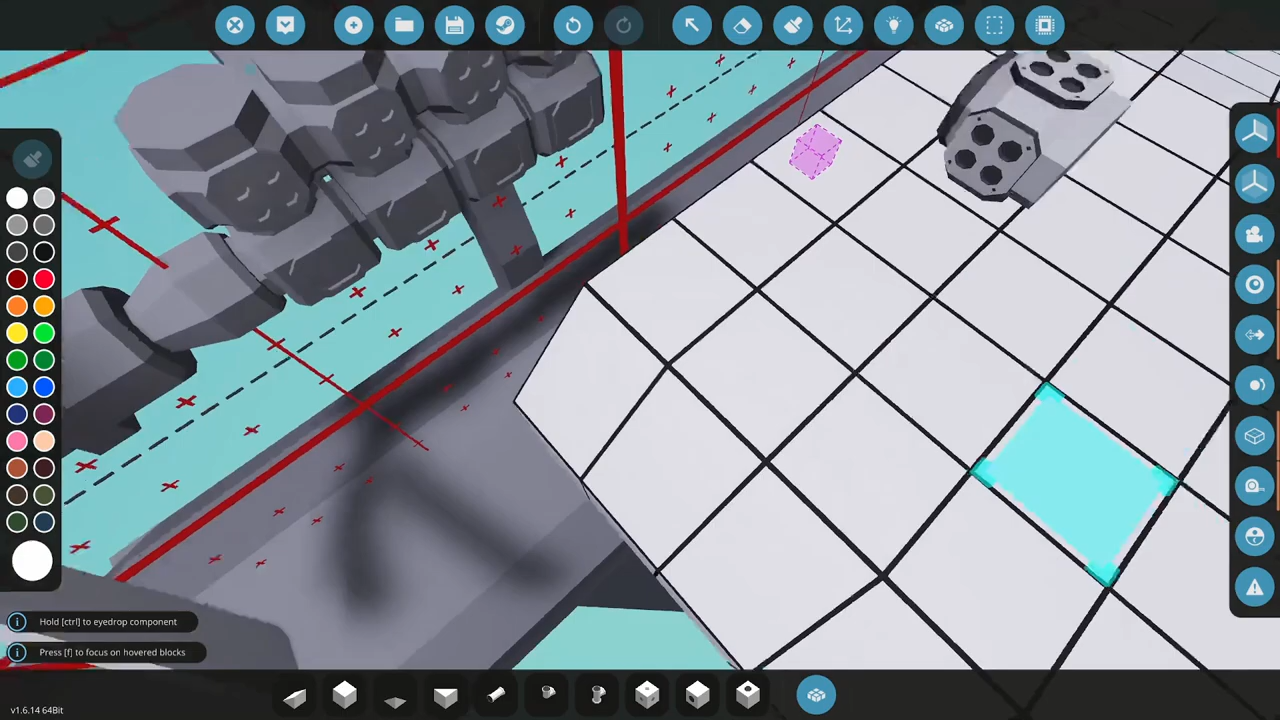 Hold [ctrl] to eyedrop component
Press [f] to focus on hovered blocks
v1.6.14 64Bit